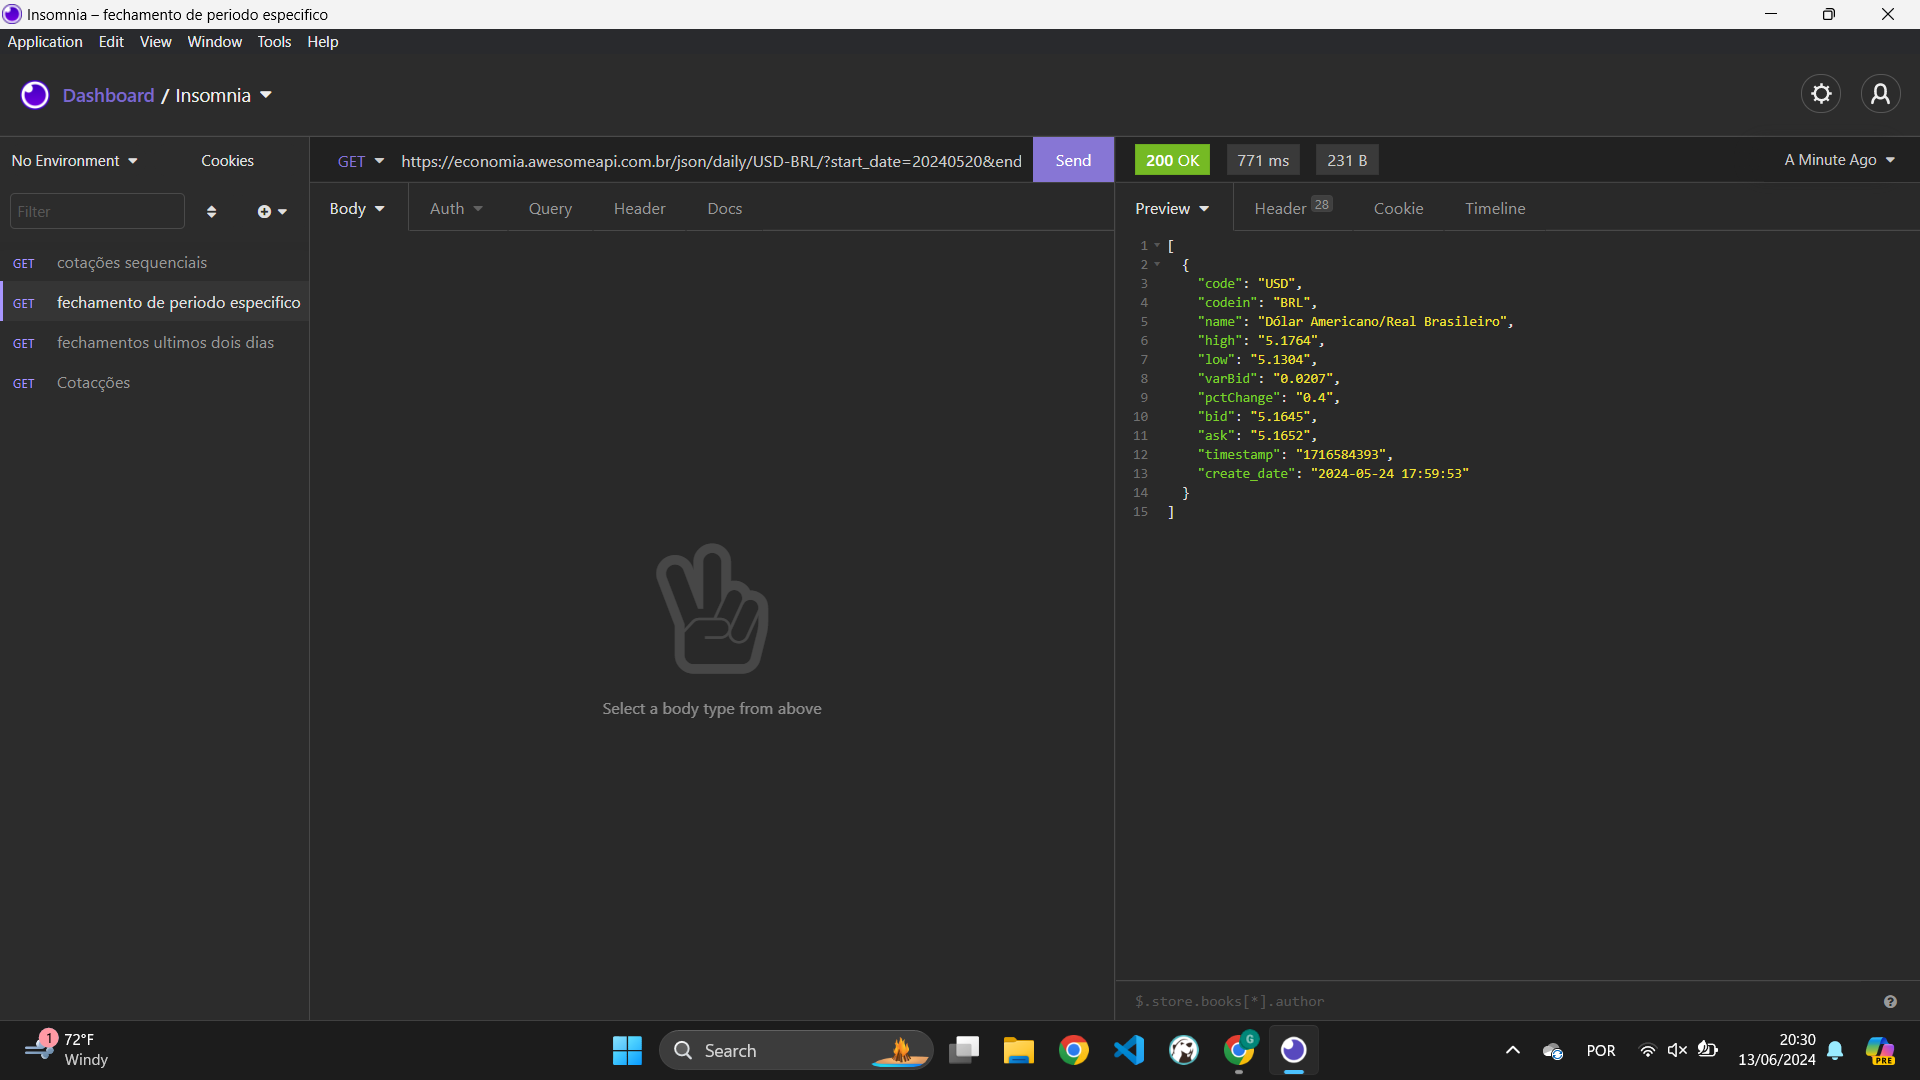 Insomnia – fechamento de periodo especifico
Application Edit View Window Tools Help
Dashboard / Insomnia
No Environment Cookies
Filter
GET cotações sequenciais
GET fechamento de periodo especifico
GET fechamentos ultimos dois dias
GET Cotacções
GET https://economia.awesomeapi.com.br/json/daily/USD-BRL/?start_date=20240520&end Send
Body Auth Query Header Docs
Select a body type from above
200 OK 771 ms 231 B A Minute Ago
Preview Header 28 Cookie Timeline
1 [
2 {
3 "code": "USD",
4 "codein": "BRL",
5 "name": "Dólar Americano/Real Brasileiro",
6 "high": "5.1764",
7 "low": "5.1304",
8 "varBid": "0.0207",
9 "pctChange": "0.4",
10 "bid": "5.1645",
11 "ask": "5.1652",
12 "timestamp": "1716584393",
13 "create_date": "2024-05-24 17:59:53"
14 }
15 ]
$.store.books[*].author
1
72°F
Windy
Search
G
POR
20:30
13/06/2024
PRE